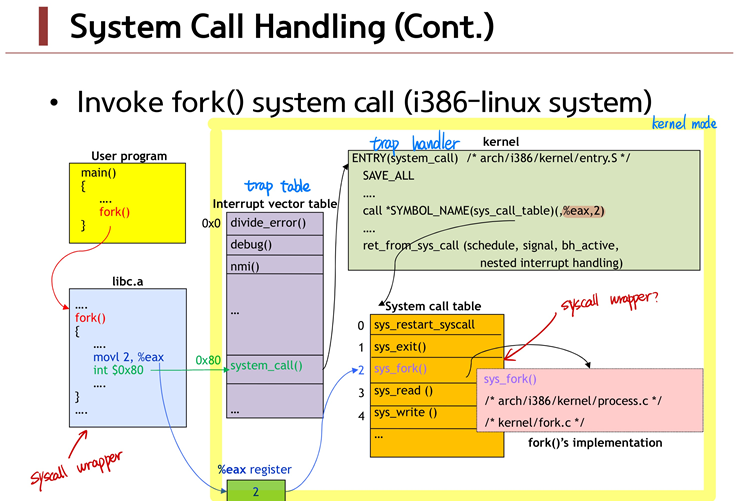 System Call Handling (Cont.)
• Invoke fork() system call (i386-linux system)
kernel mode
User program
main()
{
....
fork()
}
libc.a
....
fork()
{
....
movl 2, %eax
int $0x80
....
}
....
syscall wrapper
trap table
Interrupt vector table
0x0
divide_error()
debug()
nmi()
...
0x80
system_call()
...
%eax register
2
trap handler
kernel
ENTRY(system_call) /* arch/i386/kernel/entry.S */
SAVE_ALL
....
call *SYMBOL_NAME(sys_call_table)(,%eax,2)
....
ret_from_sys_call (schedule, signal, bh_active,
nested interrupt handling)
System call table
0 sys_restart_syscall
1 sys_exit()
2 sys_fork()
3 sys_read ()
4 sys_write ()
...
syscall wrapper?
sys_fork()
/* arch/i386/kernel/process.c */
/* kernel/fork.c */
fork()'s implementation